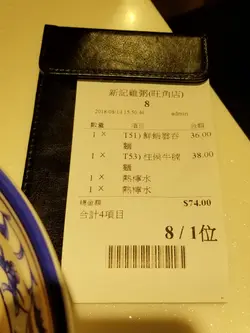 新記雞粥(旺角店)
8
2018/08/13 15:50:46 admin
數量 項目 金額
1 × T51) 鮮蝦雲吞 36.00
麵
1 × T53) 柱侯牛腩 38.00
麵
1 × 熱檸水
1 × 熱檸水
總金額 $74.00
合計4項目
8 / 1位